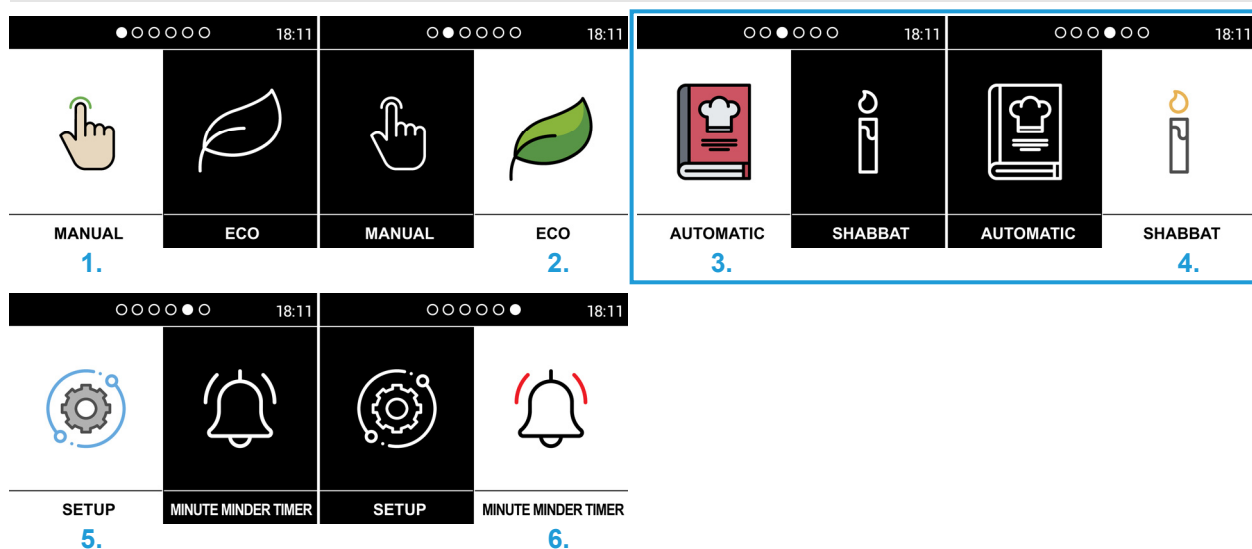 18:11 18:11 18:11 18:11
MANUAL ECO MANUAL ECO AUTOMATIC SHABBAT AUTOMATIC SHABBAT
1. 2. 3. 4.
18:11 18:11
SETUP MINUTE MINDER TIMER SETUP MINUTE MINDER TIMER
5. 6.